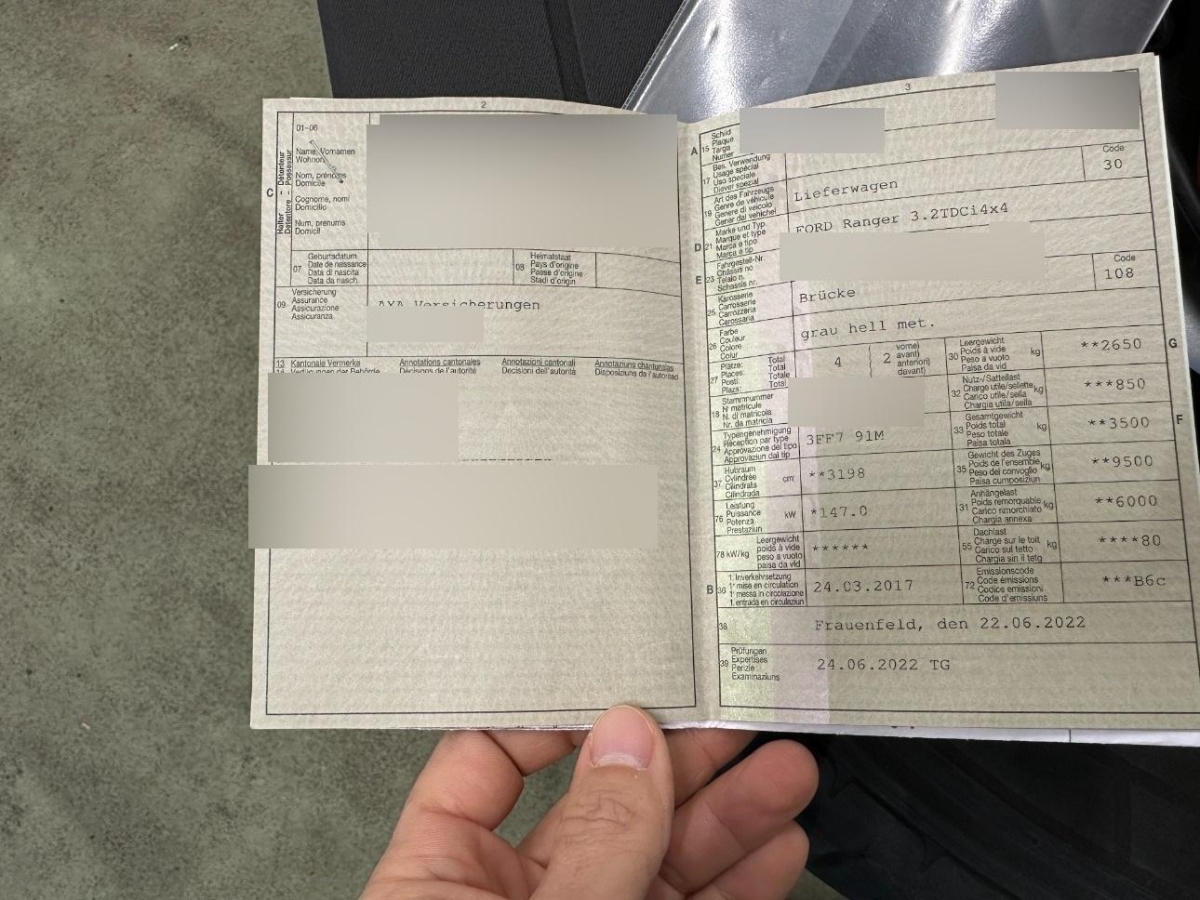 2
01-06
C
Halter - Détenteur
Detentore - Possessur
Name, Vornamen
Wohnort
Nom, prénoms
Domicile
Cognome, nomi
Domicilio
Num, prenums
Domicil
07
Geburtsdatum
Date de naissance
Data di nascita
Data da nasch.
08
Heimatstaat
Pays d'origine
Paese d'origine
Stadi d'origin
09
Versicherung
Assurance
Assicurazione
Assicuranza
AXA Versicherungen
13
Kantonale Vermerke
Annotations cantonales
Annotazioni cantonali
Annotaziuns chantunalas
Verfügungen der Behörde
Décisions de l'autorité
Decisioni dell'autorità
Disposiziuns da l'autoritad
3
A
15
Schild
Plaque
Targa
Numer
17
Bes. Verwendung
Usage spécial
Uso speciale
Diever spezial
19
Art des Fahrzeugs
Genre de véhicule
Genere di veicolo
Gener dal vehichel
Lieferwagen
Code
30
D
21
Marke und Typ
Marque et type
Marca e tipo
Marca e tip
FORD Ranger 3.2TDCi4x4
E
23
Fahrgestell-Nr.
Châssis no
Telaio n.
Schassis nr.
25
Karosserie
Carrosserie
Carrozzeria
Carossaria
Brücke
Code
108
26
Farbe
Couleur
Colore
Colur
grau hell met.
27
Plätze: Total
Places: Total
Posti: Totale
Plazs: Total
4
2
vorne)
avant)
anteriori)
davant)
30
Leergewicht
Poids à vide
Peso a vuoto
Paisa da vid
kg
**2650
G
18
Stammnummer
No matricule
N. di matricola
Nr. da matricla
32
Nutz-/Sattellast
Charge utile/sellette
Carico utile/sella
Chargia utila/sella
kg
***850
24
Typengenehmigung
Réception par type
Approvazione del tipo
Approvaziun dal tip
3FF7 91M
33
Gesamtgewicht
Poids total
Peso totale
Paisa totala
kg
**3500
F
37
Hubraum
Cylindrée
Cilindrata
Cilindrada
cm³
**3198
35
Gewicht des Zuges
Poids de l'ensemble
Peso del convoglio
Paisa cumposiziun
kg
**9500
76
Leistung
Puissance
Potenza
Prestaziun
kW
*147.0
31
Anhängelast
Poids remorquable
Carico rimorchiato
Chargia annexa
kg
**6000
78 kW/kg
Leergewicht
poids à vide
peso a vuoto
paisa da vid
******
55
Dachlast
Charge sur le toit
Carico sul tetto
Chargia sin il tetg
kg
****80
B
36
1. Inverkehrsetzung
1re mise en circulation
1a messa in circolazione
1. entrada en circulaziun
24.03.2017
72
Emissionscode
Code émissions
Codice emissioni
Code d'emissiuns
***B6c
38
Frauenfeld, den 22.06.2022
39
Prüfungen
Expertises
Perizie
Examinaziuns
24.06.2022 TG